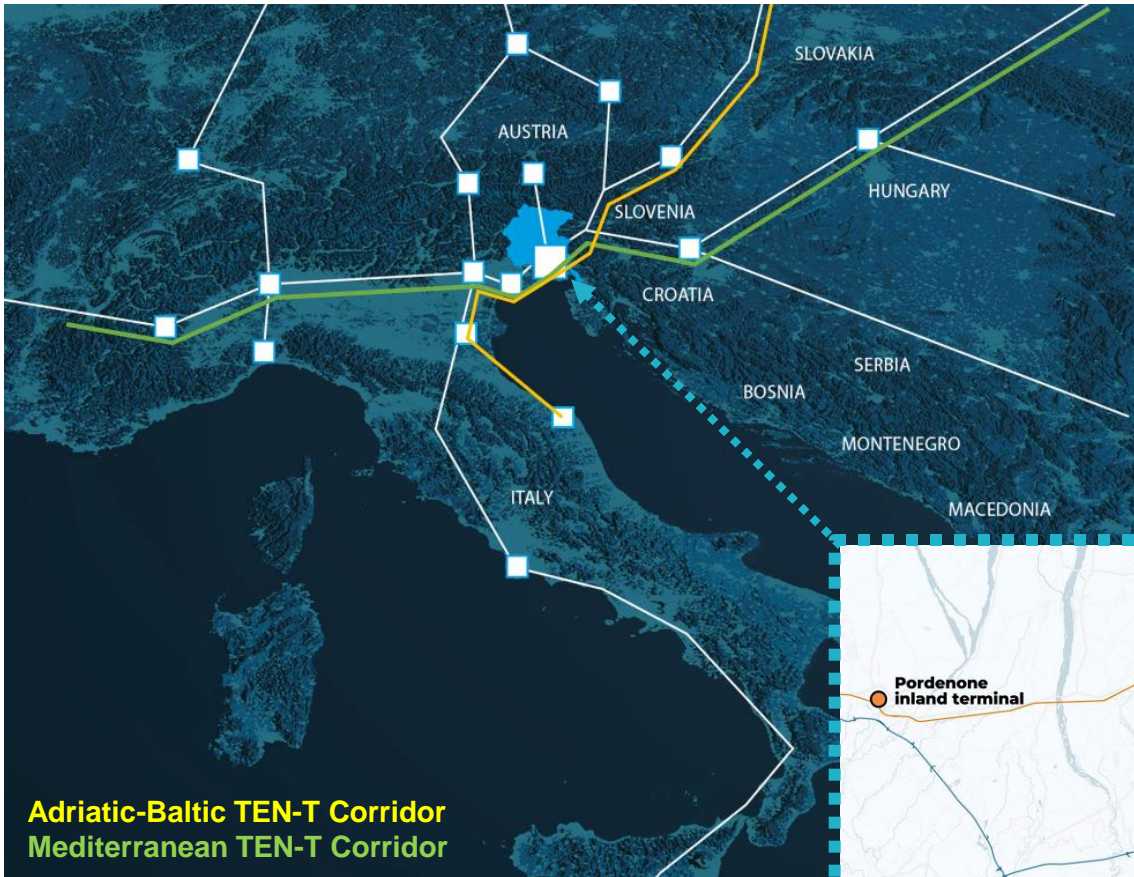 SLOVAKIA
AUSTRIA
HUNGARY
SLOVENIA
CROATIA
SERBIA
BOSNIA
MONTENEGRO
ITALY
MACEDONIA
Pordenone
inland terminal
Adriatic-Baltic TEN-T Corridor
Mediterranean TEN-T Corridor